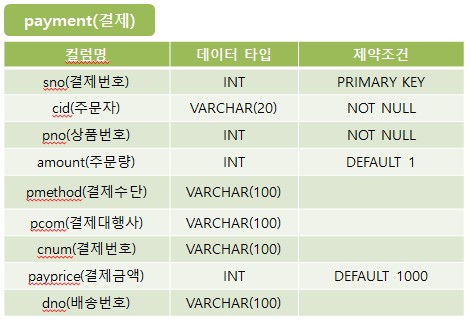 payment(결제)
컬럼명 데이터 타입 제약조건
sno(결제번호) INT PRIMARY KEY
cid(주문자) VARCHAR(20) NOT NULL
pno(상품번호) INT NOT NULL
amount(주문량) INT DEFAULT 1
pmethod(결제수단) VARCHAR(100)
pcom(결제대행사) VARCHAR(100)
cnum(결제번호) VARCHAR(100)
payprice(결제금액) INT DEFAULT 1000
dno(배송번호) VARCHAR(100)